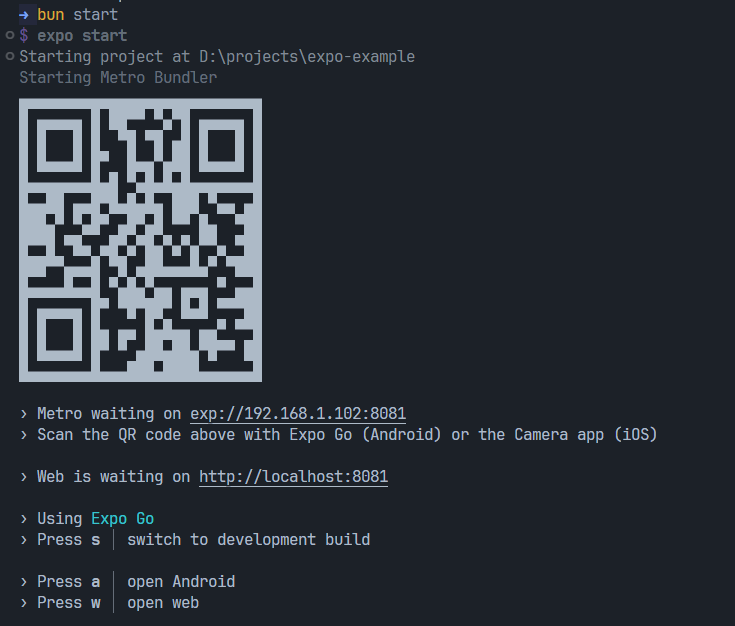 → bun start
$ expo start
Starting project at D:\projects\expo-example
Starting Metro Bundler
› Metro waiting on exp://192.168.1.102:8081
› Scan the QR code above with Expo Go (Android) or the Camera app (iOS)
› Web is waiting on http://localhost:8081
› Using Expo Go
› Press s │ switch to development build
› Press a │ open Android
› Press w │ open web